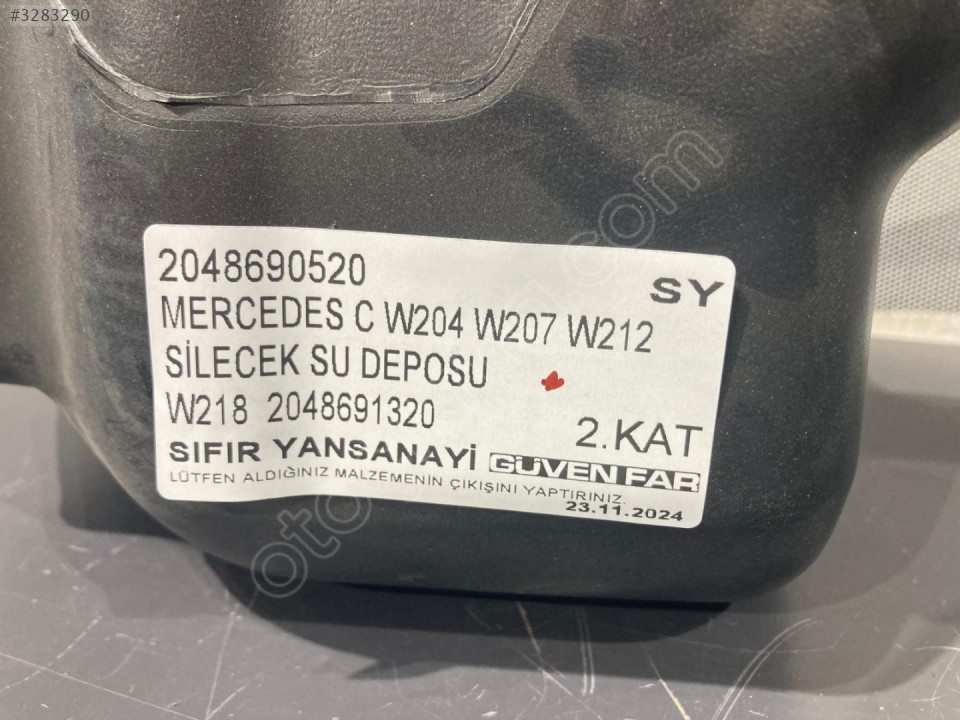 #3283290
2048690520
SY
MERCEDES C W204 W207 W212
SİLECEK SU DEPOSU
W218 2048691320
2.KAT
SIFIR YANSANAYİ GÜVEN FAR
LÜTFEN ALDIĞINIZ MALZEMENİN ÇIKIŞINI YAPTIRINIZ.
23.11.2024